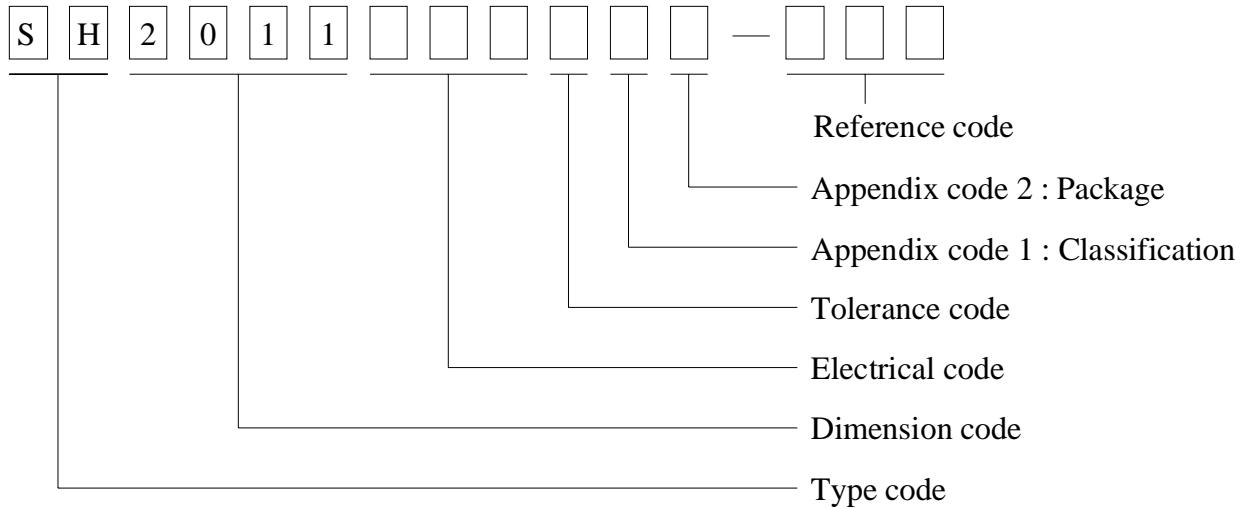 S H 2 0 1 1 —
Reference code
Appendix code 2 : Package
Appendix code 1 : Classification
Tolerance code
Electrical code
Dimension code
Type code